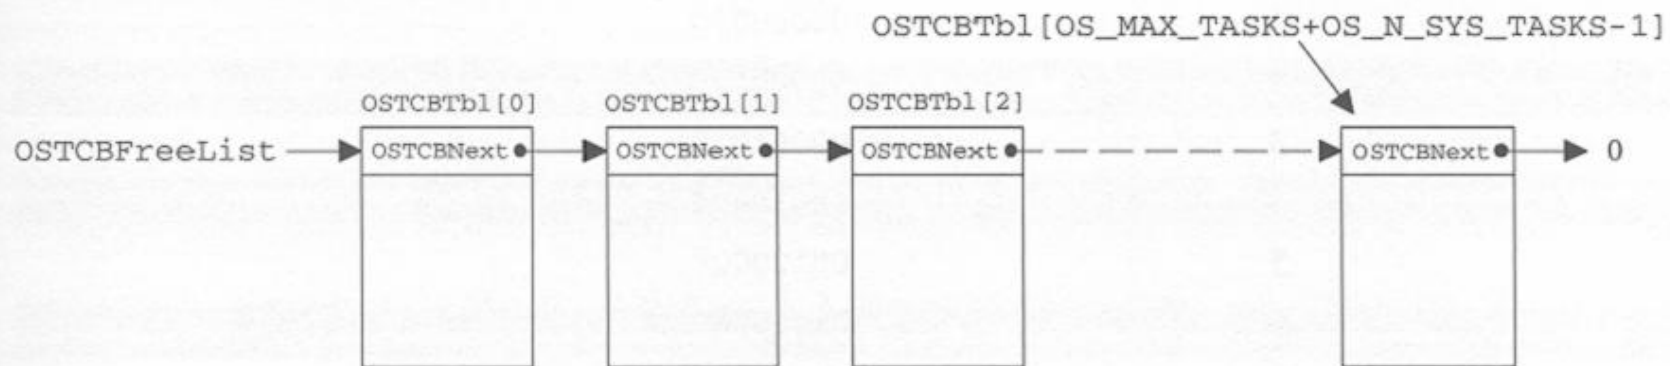 OSTCBTbl[OS_MAX_TASKS+OS_N_SYS_TASKS-1]
OSTCBTbl[0] OSTCBTbl[1] OSTCBTbl[2]
OSTCBFreeList OSTCBNext OSTCBNext OSTCBNext OSTCBNext 0